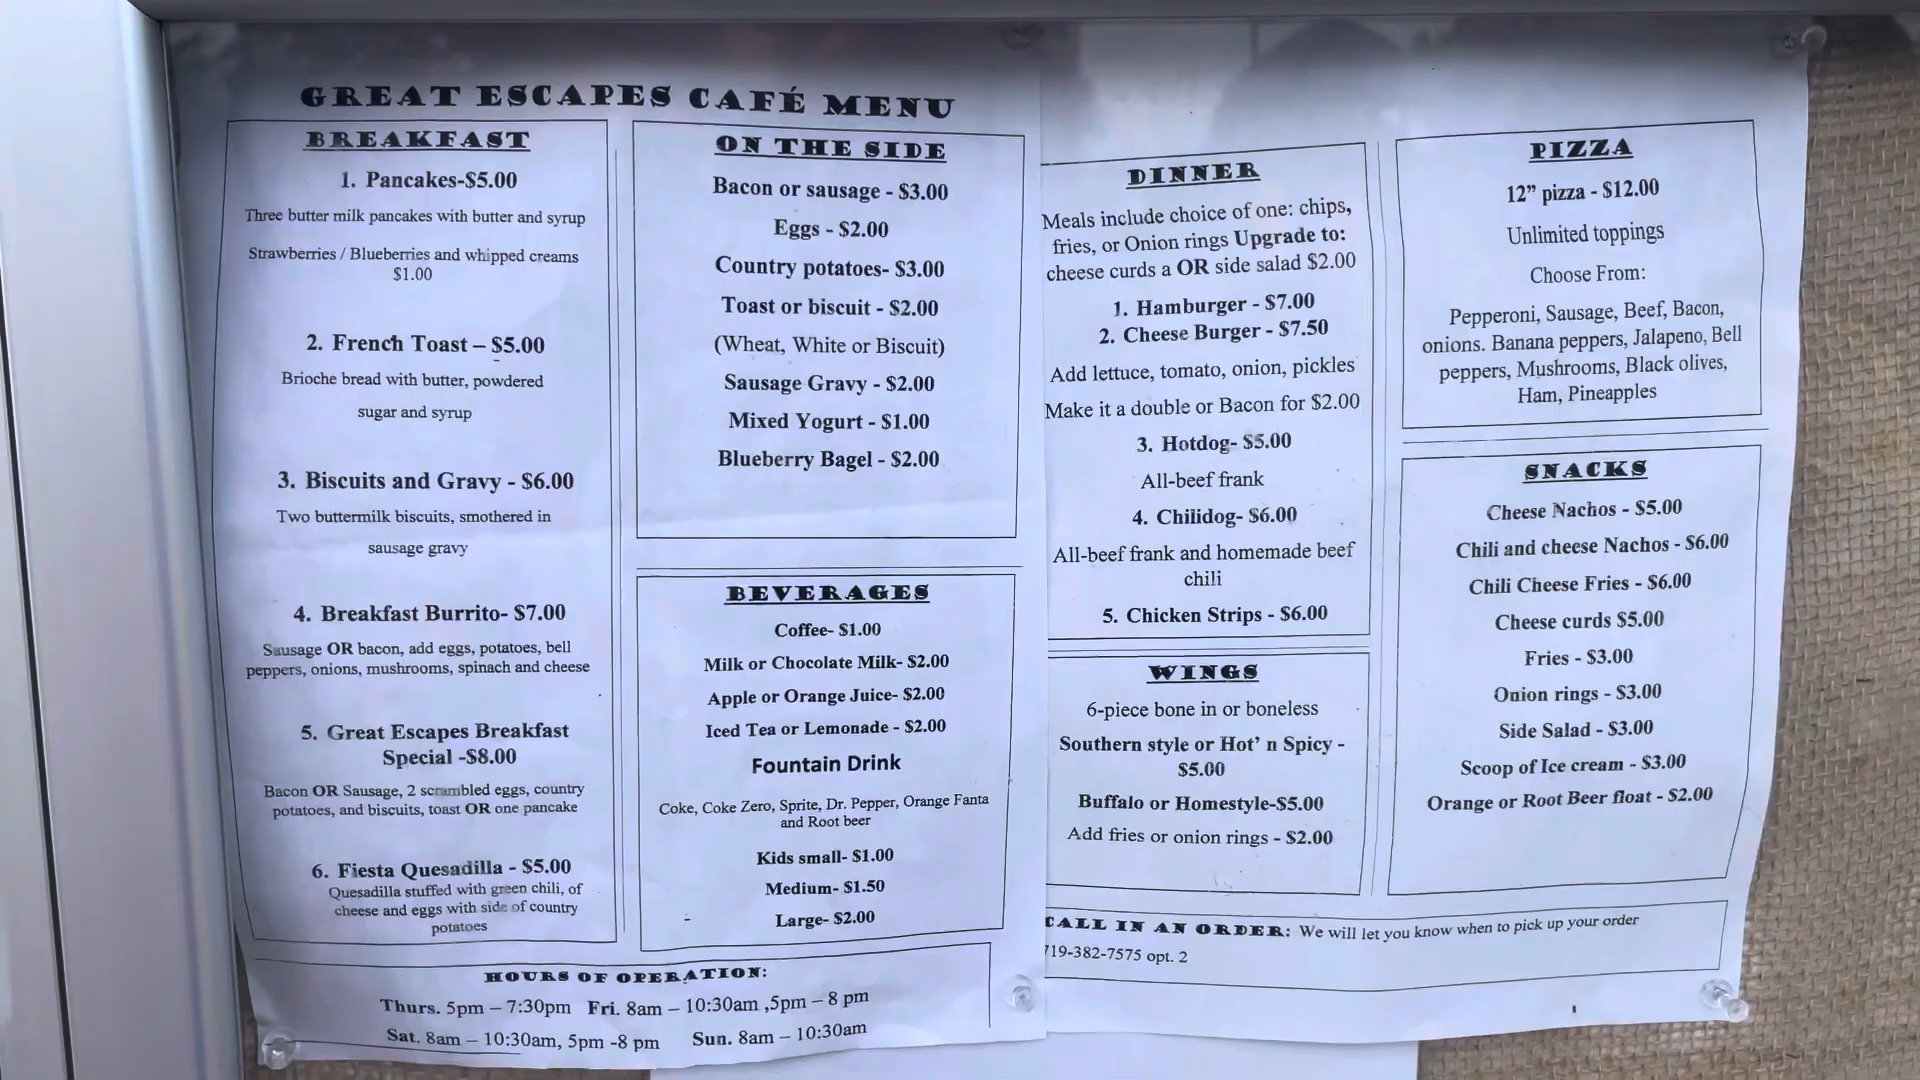 GREAT ESCAPES CAFÉ MENU
BREAKFAST
1. Pancakes-$5.00
Three butter milk pancakes with butter and syrup
Strawberries / Blueberries and whipped creams
$1.00
2. French Toast – $5.00
Brioche bread with butter, powdered
sugar and syrup
3. Biscuits and Gravy - $6.00
Two buttermilk biscuits, smothered in
sausage gravy
4. Breakfast Burrito- $7.00
Sausage OR bacon, add eggs, potatoes, bell
peppers, onions, mushrooms, spinach and cheese
5. Great Escapes Breakfast
Special -$8.00
Bacon OR Sausage, 2 scrambled eggs, country
potatoes, and biscuits, toast OR one pancake
6. Fiesta Quesadilla - $5.00
Quesadilla stuffed with green chili, of
cheese and eggs with side of country
potatoes
ON THE SIDE
Bacon or sausage - $3.00
Eggs - $2.00
Country potatoes- $3.00
Toast or biscuit - $2.00
(Wheat, White or Biscuit)
Sausage Gravy - $2.00
Mixed Yogurt - $1.00
Blueberry Bagel - $2.00
BEVERAGES
Coffee- $1.00
Milk or Chocolate Milk- $2.00
Apple or Orange Juice- $2.00
Iced Tea or Lemonade - $2.00
Fountain Drink
Coke, Coke Zero, Sprite, Dr. Pepper, Orange Fanta
and Root beer
Kids small- $1.00
Medium- $1.50
Large- $2.00
HOURS OF OPERATION:
Thurs. 5pm – 7:30pm Fri. 8am – 10:30am ,5pm – 8 pm
Sat. 8am – 10:30am, 5pm -8 pm Sun. 8am – 10:30am
DINNER
Meals include choice of one: chips,
fries, or Onion rings Upgrade to:
cheese curds a OR side salad $2.00
1. Hamburger - $7.00
2. Cheese Burger - $7.50
Add lettuce, tomato, onion, pickles
Make it a double or Bacon for $2.00
3. Hotdog- $5.00
All-beef frank
4. Chilidog- $6.00
All-beef frank and homemade beef
chili
5. Chicken Strips - $6.00
WINGS
6-piece bone in or boneless
Southern style or Hot' n Spicy -
$5.00
Buffalo or Homestyle-$5.00
Add fries or onion rings - $2.00
PIZZA
12” pizza - $12.00
Unlimited toppings
Choose From:
Pepperoni, Sausage, Beef, Bacon,
onions. Banana peppers, Jalapeno, Bell
peppers, Mushrooms, Black olives,
Ham, Pineapples
SNACKS
Cheese Nachos - $5.00
Chili and cheese Nachos - $6.00
Chili Cheese Fries - $6.00
Cheese curds $5.00
Fries - $3.00
Onion rings - $3.00
Side Salad - $3.00
Scoop of Ice cream - $3.00
Orange or Root Beer float - $2.00
CALL IN AN ORDER: We will let you know when to pick up your order
719-382-7575 opt. 2